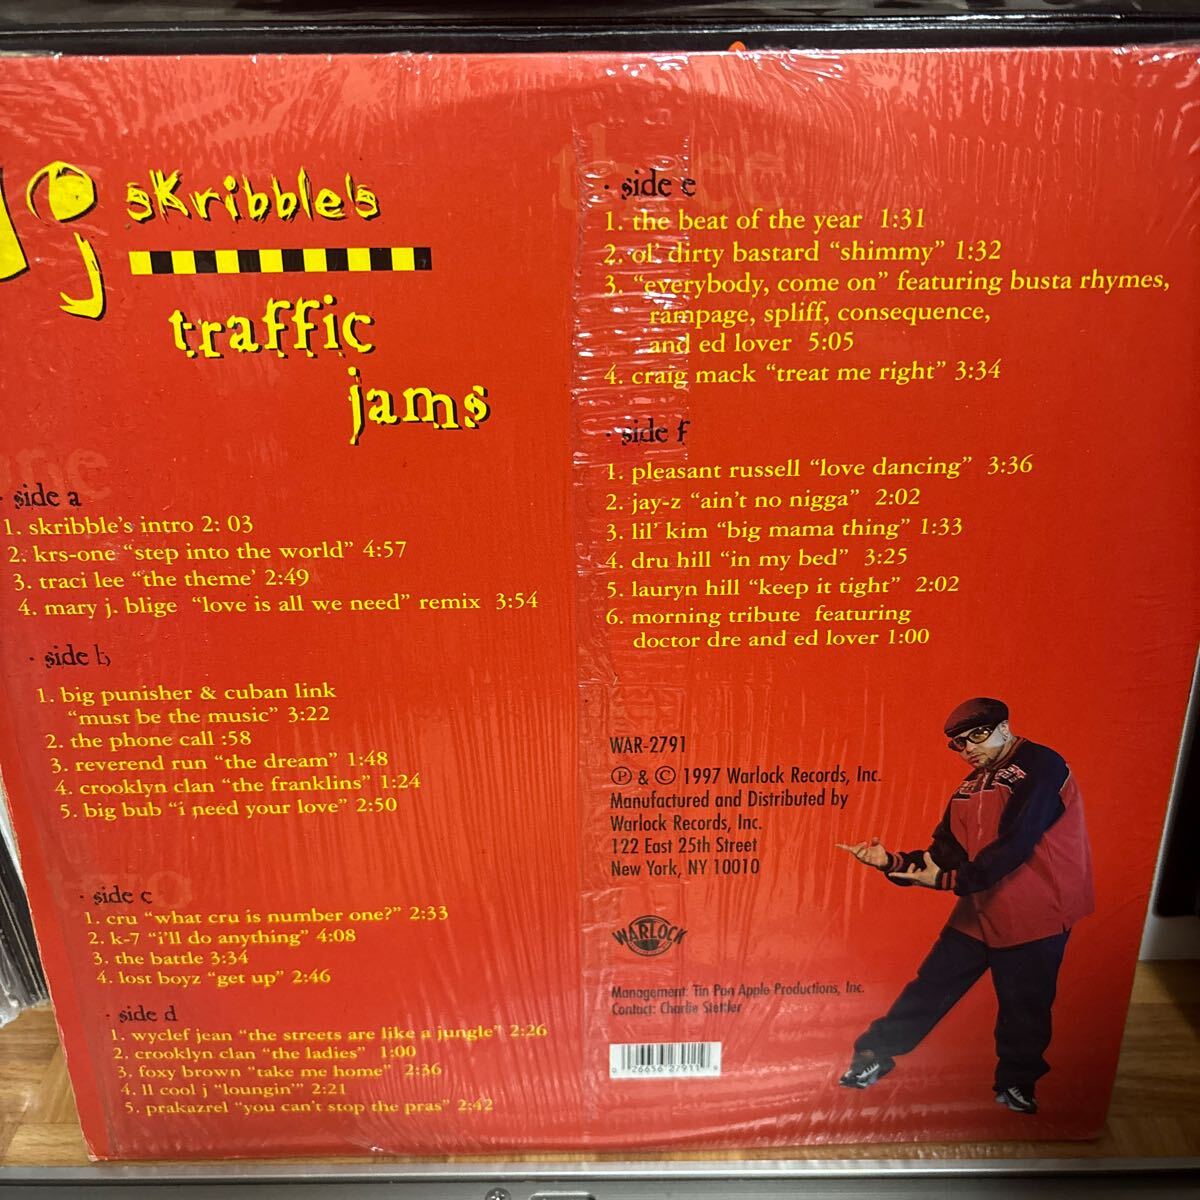 dj skribble's
traffic
jams
one
· side a
1. skribble's intro 2: 03
2. krs-one “step into the world” 4:57
3. traci lee “the theme’ 2:49
4. mary j. blige “love is all we need” remix 3:54
· side b
1. big punisher & cuban link
“must be the music” 3:22
2. the phone call :58
3. reverend run “the dream” 1:48
4. crooklyn clan “the franklins” 1:24
5. big bub “i need your love” 2:50
two
· side c
1. cru “what cru is number one?” 2:33
2. k-7 “i'll do anything” 4:08
3. the battle 3:34
4. lost boyz “get up” 2:46
· side d
1. wyclef jean “the streets are like a jungle” 2:26
2. crooklyn clan “the ladies” 1:00
3. foxy brown “take me home” 2:36
4. ll cool j “loungin'” 2:21
5. prakazrel “you can't stop the pras” 2:42
three
· side e
1. the beat of the year 1:31
2. ol' dirty bastard “shimmy” 1:32
3. “everybody, come on” featuring busta rhymes,
rampage, spliff, consequence,
and ed lover 5:05
4. craig mack “treat me right” 3:34
· side f
1. pleasant russell “love dancing” 3:36
2. jay-z “ain't no nigga” 2:02
3. lil' kim “big mama thing” 1:33
4. dru hill “in my bed” 3:25
5. lauryn hill “keep it tight” 2:02
6. morning tribute featuring
doctor dre and ed lover 1:00
WAR-2791
℗ & © 1997 Warlock Records, Inc.
Manufactured and Distributed by
Warlock Records, Inc.
122 East 25th Street
New York, NY 10010
WARLOCK
Management: Tin Pan Apple Productions, Inc.
Contact: Charlie Stettler
0 26656 27911 9